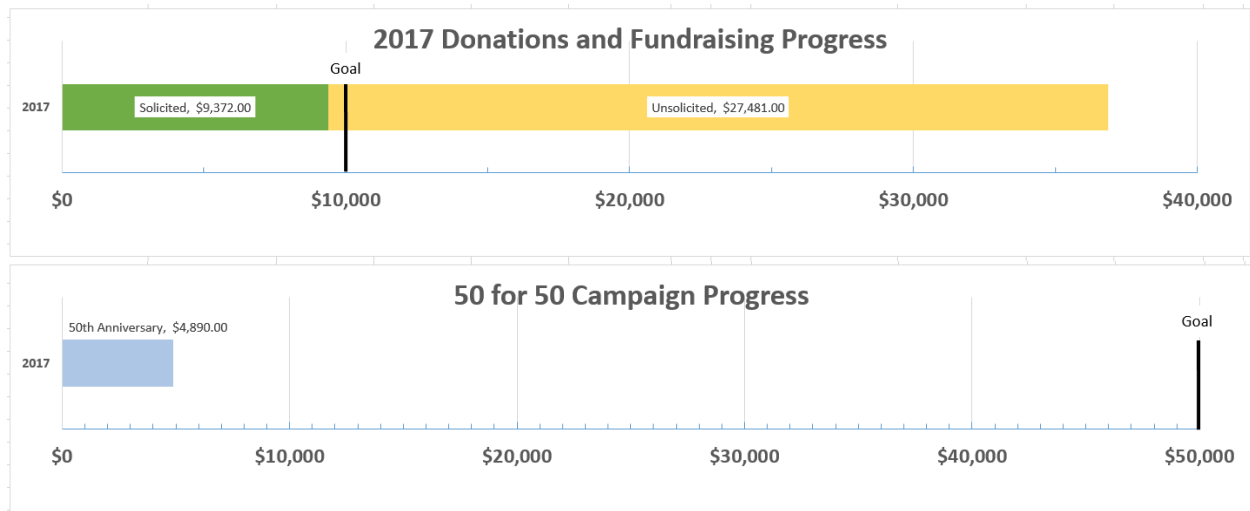 2017 Donations and Fundraising Progress
Goal
2017
Solicited,  $9,372.00
Unsolicited,  $27,481.00
$0
$10,000
$20,000
$30,000
$40,000
50 for 50 Campaign Progress
Goal
50th Anniversary,  $4,890.00
2017
$0
$10,000
$20,000
$30,000
$40,000
$50,000